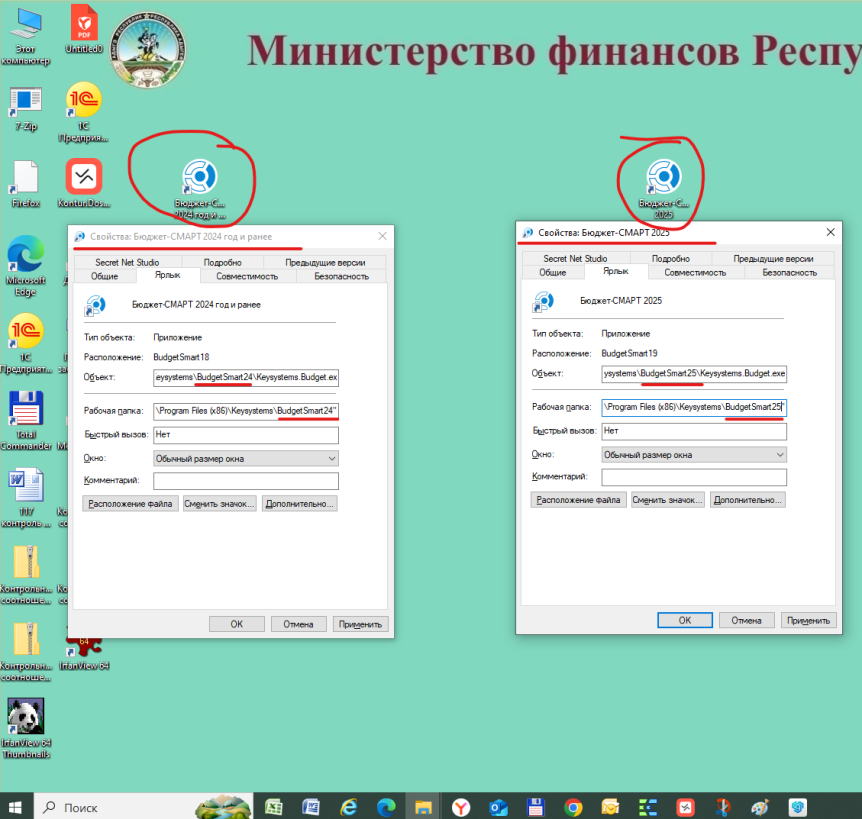 Министерство финансов Респу
Этот
компьютер
Untitled0
7-Zip
1С
Предприя...
Firefox
Kontur.Dos...
Бюджет-С...
2024 год и ...
Бюджет-С...
2025
Microsoft
Edge
1С
Предприят...
Total
Commander
117
контроль ...
Контрольн...
соотноше...
Контрольн...
соотноше...
IrfanView 64
IrfanView 64
Thumbnails
Свойства: Бюджет-СМАРТ 2024 год и ранее
Secret Net Studio Подробно Предыдущие версии
Общие Ярлык Совместимость Безопасность
Бюджет-СМАРТ 2024 год и ранее
Тип объекта: Приложение
Расположение: BudgetSmart18
Объект: eysystems\BudgetSmart24\Keysystems.Budget.ex
Рабочая папка: \Program Files (x86)\Keysystems\BudgetSmart24"
Быстрый вызов: Нет
Окно: Обычный размер окна
Комментарий:
Расположение файла Сменить значок... Дополнительно...
ОК Отмена Применить
Свойства: Бюджет-СМАРТ 2025
Secret Net Studio Подробно Предыдущие версии
Общие Ярлык Совместимость Безопасность
Бюджет-СМАРТ 2025
Тип объекта: Приложение
Расположение: BudgetSmart19
Объект: ysystems\BudgetSmart25\Keysystems.Budget.exe
Рабочая папка: \Program Files (x86)\Keysystems\BudgetSmart25"
Быстрый вызов: Нет
Окно: Обычный размер окна
Комментарий:
Расположение файла Сменить значок... Дополнительно...
ОК Отмена Применить
Поиск